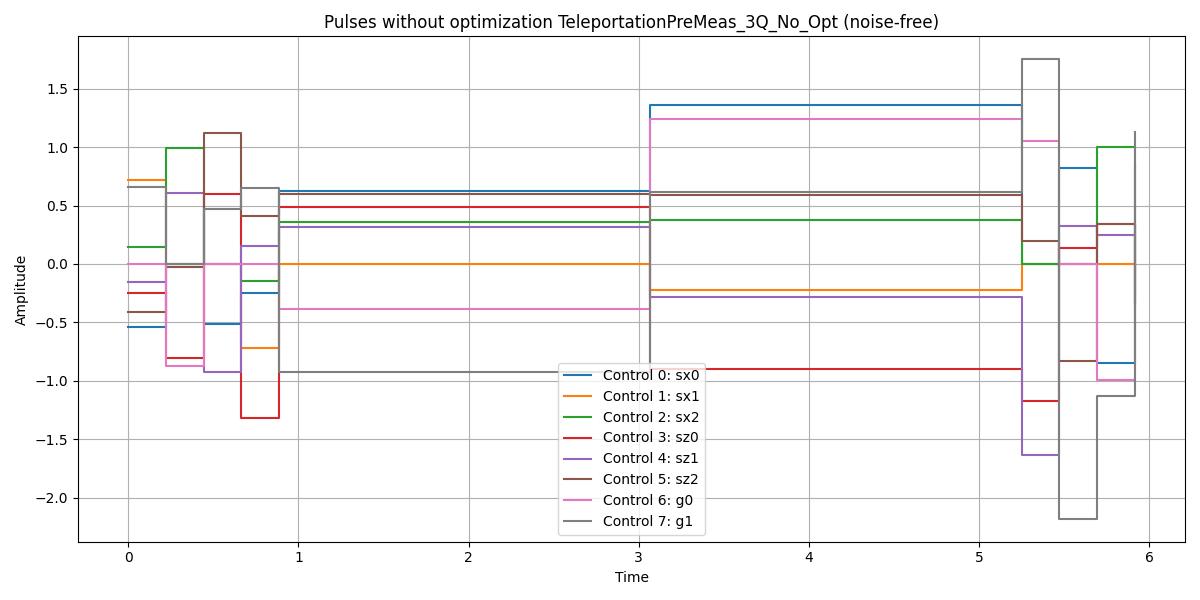 Pulses without optimization TeleportationPreMeas_3Q_No_Opt (noise-free)
Amplitude
1.5
1.0
0.5
0.0
−0.5
−1.0
−1.5
−2.0
Control 0: sx0
Control 1: sx1
Control 2: sx2
Control 3: sz0
Control 4: sz1
Control 5: sz2
Control 6: g0
Control 7: g1
0 1 2 3 4 5 6
Time